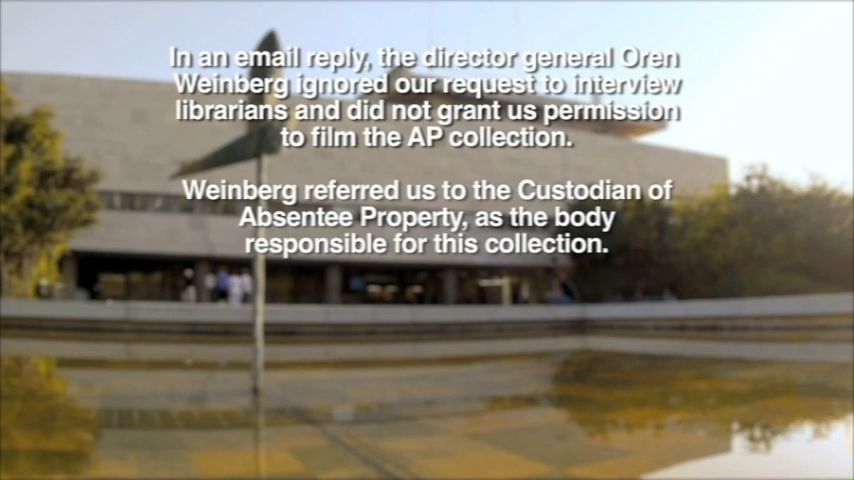 In an email reply, the director general Oren
Weinberg ignored our request to interview
librarians and did not grant us permission
to film the AP collection.
Weinberg referred us to the Custodian of
Absentee Property, as the body
responsible for this collection.